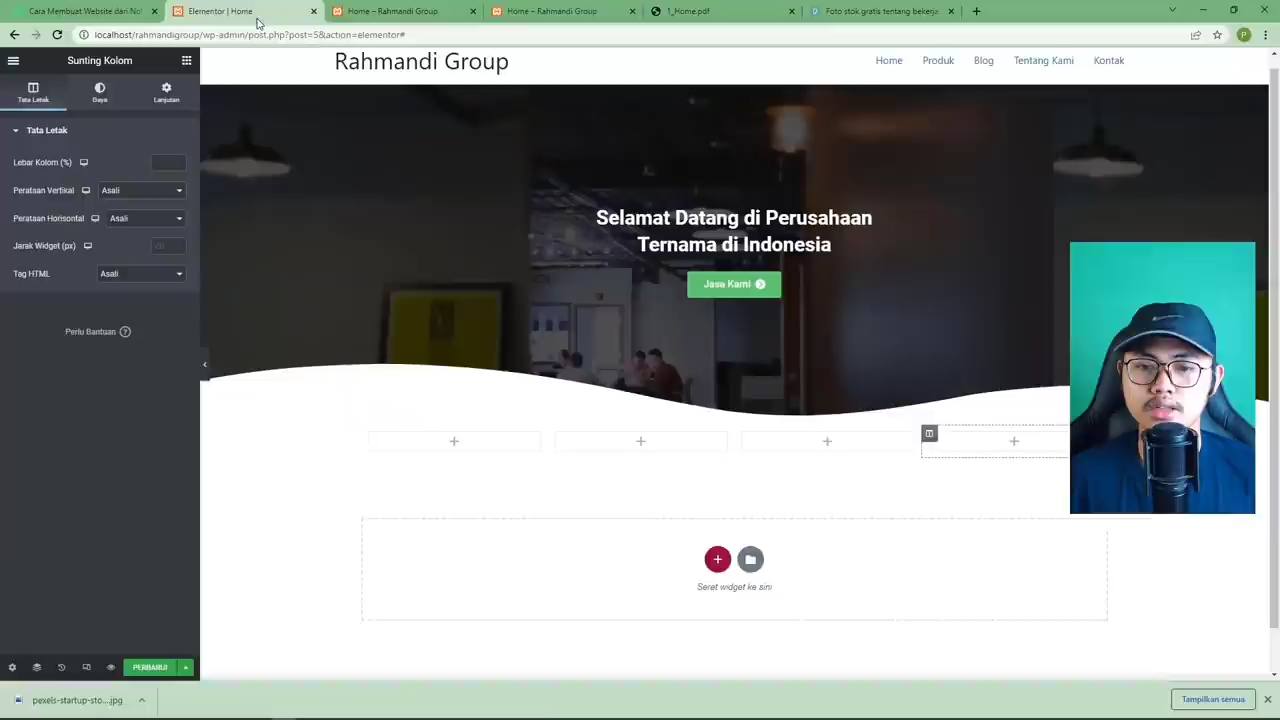 Cara Membuat Website dari No
Elementor | Home
Home – Rahmandi Group
Home – Rahmandi Group
1_Home.pdf
Foto stok gratis tentang bekerja
localhost/rahmandigroup/wp-admin/post.php?post=5&action=elementor#
P
Sunting Kolom
Tata Letak
Gaya
Lanjutan
Tata Letak
Lebar Kolom (%)
Perataan Vertikal
Asali
Perataan Horisontal
Asali
Jarak Widget (px)
20
Tag HTML
Asali
Perlu Bantuan
PERBARUI
Rahmandi Group
Home
Produk
Blog
Tentang Kami
Kontak
Selamat Datang di Perusahaan
Ternama di Indonesia
Jasa Kami
Seret widget ke sini
pexels-startup-sto....jpg
Tampilkan semua